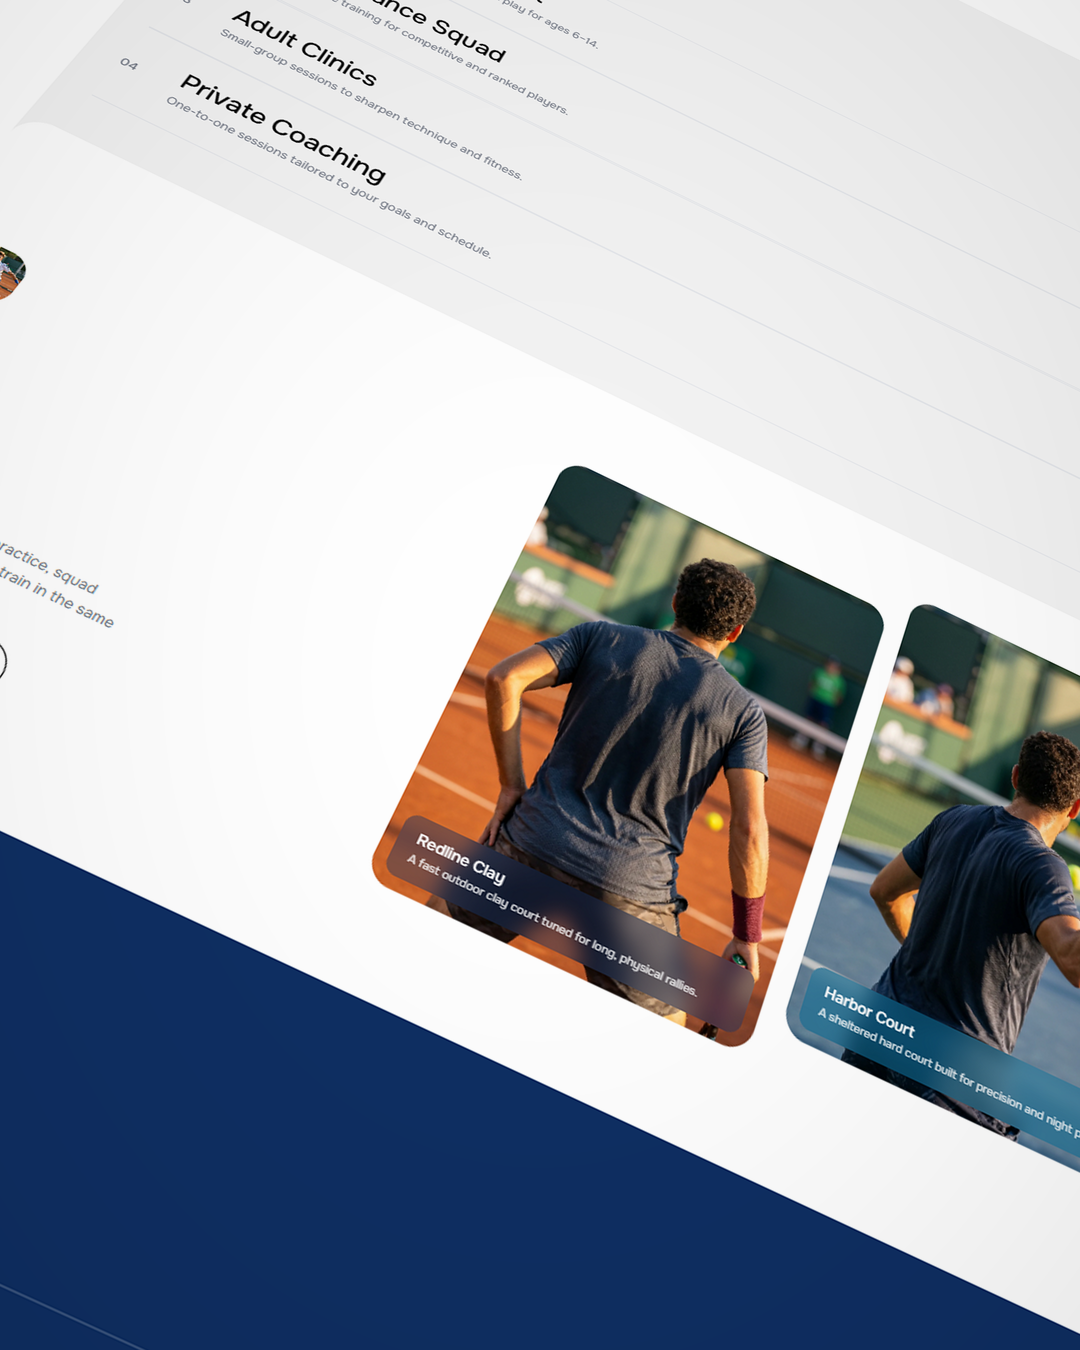 play for ages 6–14.
Squad
training for competitive and ranked players.
Adult Clinics
Small-group sessions to sharpen technique and fitness.
04
Private Coaching
One-to-one sessions tailored to your goals and schedule.
practice, squad
train in the same
Redline Clay
A fast outdoor clay court tuned for long, physical rallies.
Harbor Court
A sheltered hard court built for precision and night